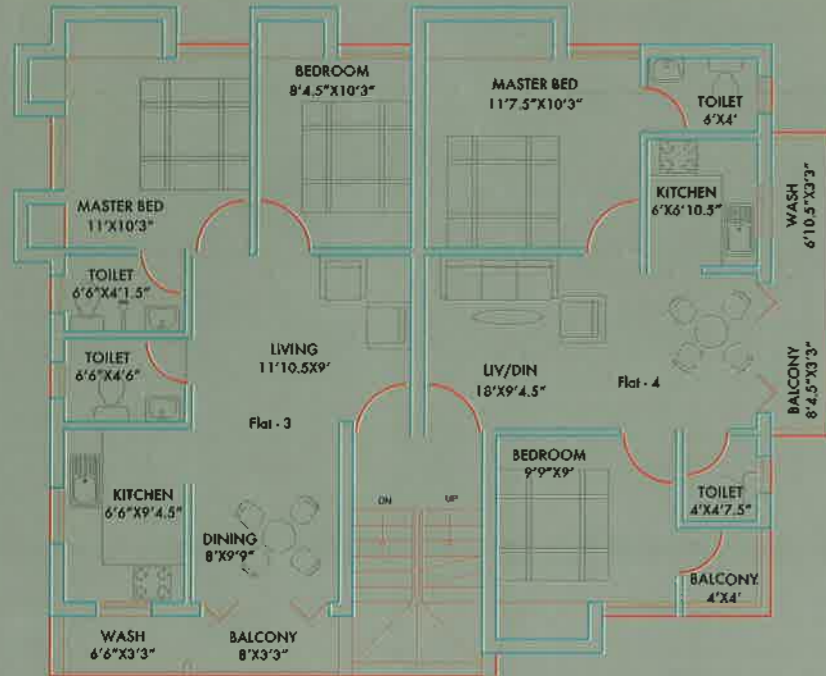 BEDROOM
8'4.5"X10'3"
MASTER BED
11'7.5"X10'3"
TOILET
6'X4'
MASTER BED
11'X10'3"
KITCHEN
6'X6'10.5"
WASH
6'10.5"X3'3"
TOILET
6'6"X4'1.5"
TOILET
6'6"X4'6"
LIVING
11'10.5X9'
LIV/DIN
18'X9'4.5"
Flat - 4
BALCONY
8'4.5"X3'3"
Flat - 3
KITCHEN
6'6"X9'4.5"
DINING
8'X9'9"
DN
UP
BEDROOM
9'9"X9'
TOILET
4'X4'7.5"
BALCONY
4'X4'
WASH
6'6"X3'3"
BALCONY
8'X3'3"